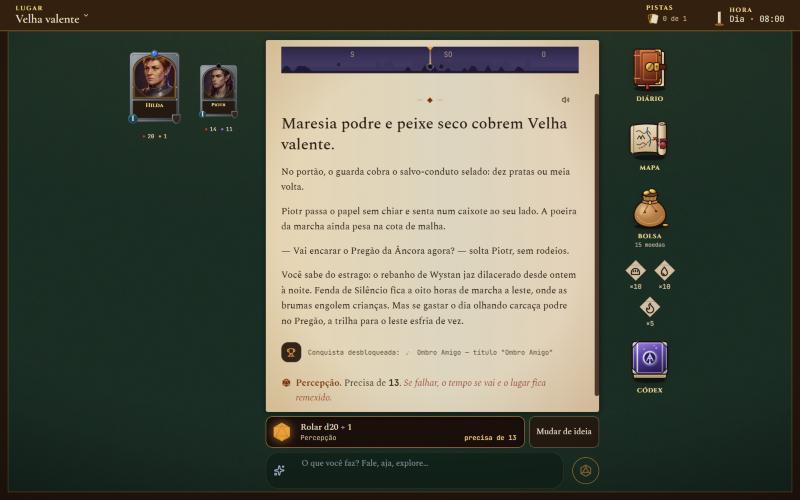 LUGAR
Velha valente
PISTAS
0 de 1
HORA
Dia · 08:00
HILDA
20 1
PIOTR
14 11
S SO O
Maresia podre e peixe seco cobrem Velha
valente.
No portão, o guarda cobra o salvo-conduto selado: dez pratas ou meia
volta.
Piotr passa o papel sem chiar e senta num caixote ao seu lado. A poeira
da marcha ainda pesa na cota de malha.
— Vai encarar o Pregão da Âncora agora? — solta Piotr, sem rodeios.
Você sabe do estrago: o rebanho de Wystan jaz dilacerado desde ontem
à noite. Fenda de Silêncio fica a oito horas de marcha a leste, onde as
brumas engolem crianças. Mas se gastar o dia olhando carcaça podre
no Pregão, a trilha para o leste esfria de vez.
Conquista desbloqueada: Ombro Amigo — título "Ombro Amigo"
Percepção. Precisa de 13. Se falhar, o tempo se vai e o lugar fica
remexido.
Rolar d20 + 1
Percepção
precisa de 13
Mudar de ideia
O que você faz? Fale, aja, explore...
DIÁRIO
MAPA
BOLSA
15 moedas
×10 ×10
×5
CÓDEX